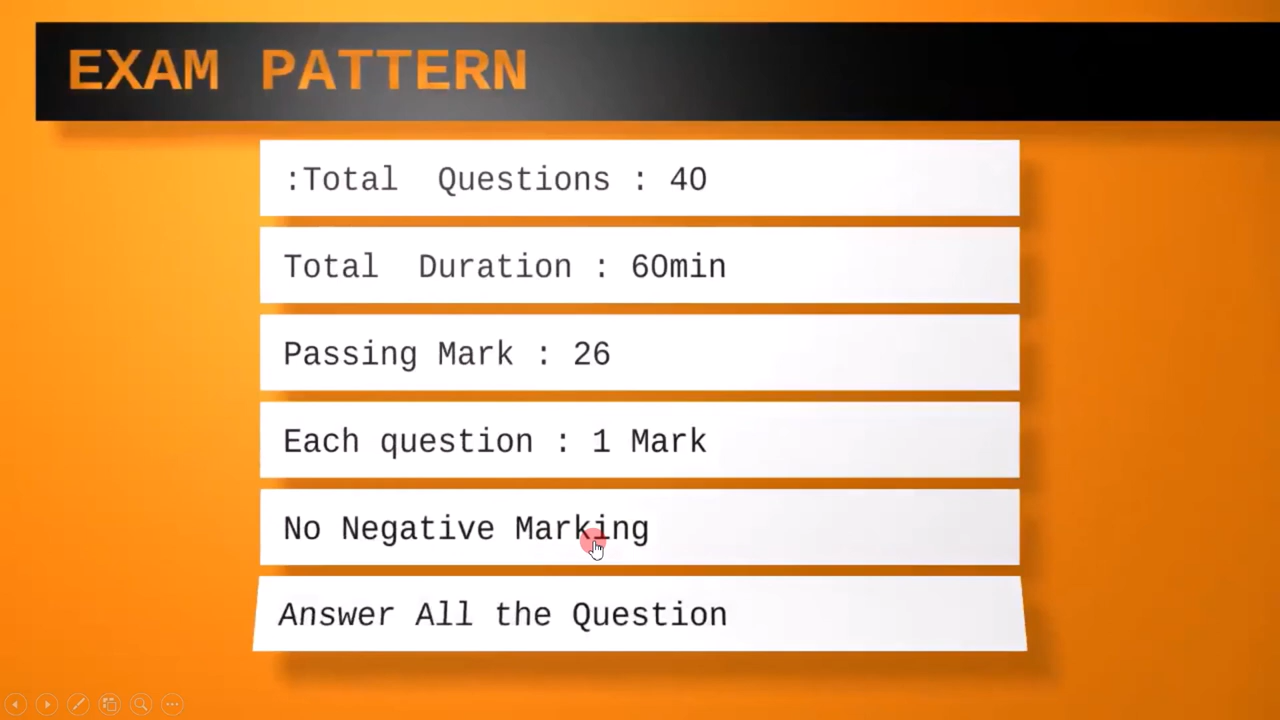 EXAM PATTERN
:Total Questions : 40
Total Duration : 60min
Passing Mark : 26
Each question : 1 Mark
No Negative Marking
Answer All the Question